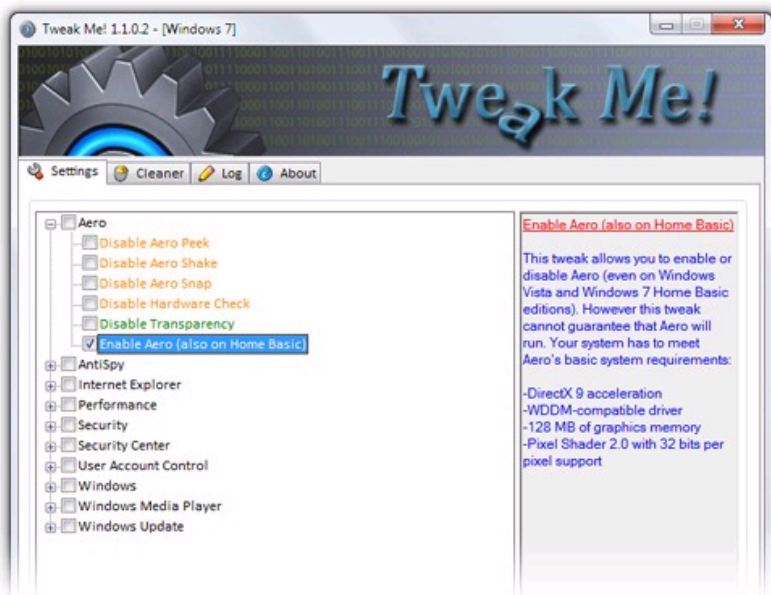 Tweak Me! 1.1.0.2 - [Windows 7]
Tweak Me!
Settings Cleaner Log About
Aero
Disable Aero Peek
Disable Aero Shake
Disable Aero Snap
Disable Hardware Check
Disable Transparency
Enable Aero (also on Home Basic)
AntiSpy
Internet Explorer
Performance
Security
Security Center
User Account Control
Windows
Windows Media Player
Windows Update
Enable Aero (also on Home Basic)
This tweak allows you to enable or
disable Aero (even on Windows
Vista and Windows 7 Home Basic
editions). However this tweak
cannot guarantee that Aero will
run. Your system has to meet
Aero's basic system requirements:
-DirectX 9 acceleration
-WDDM-compatible driver
-128 MB of graphics memory
-Pixel Shader 2.0 with 32 bits per
pixel support